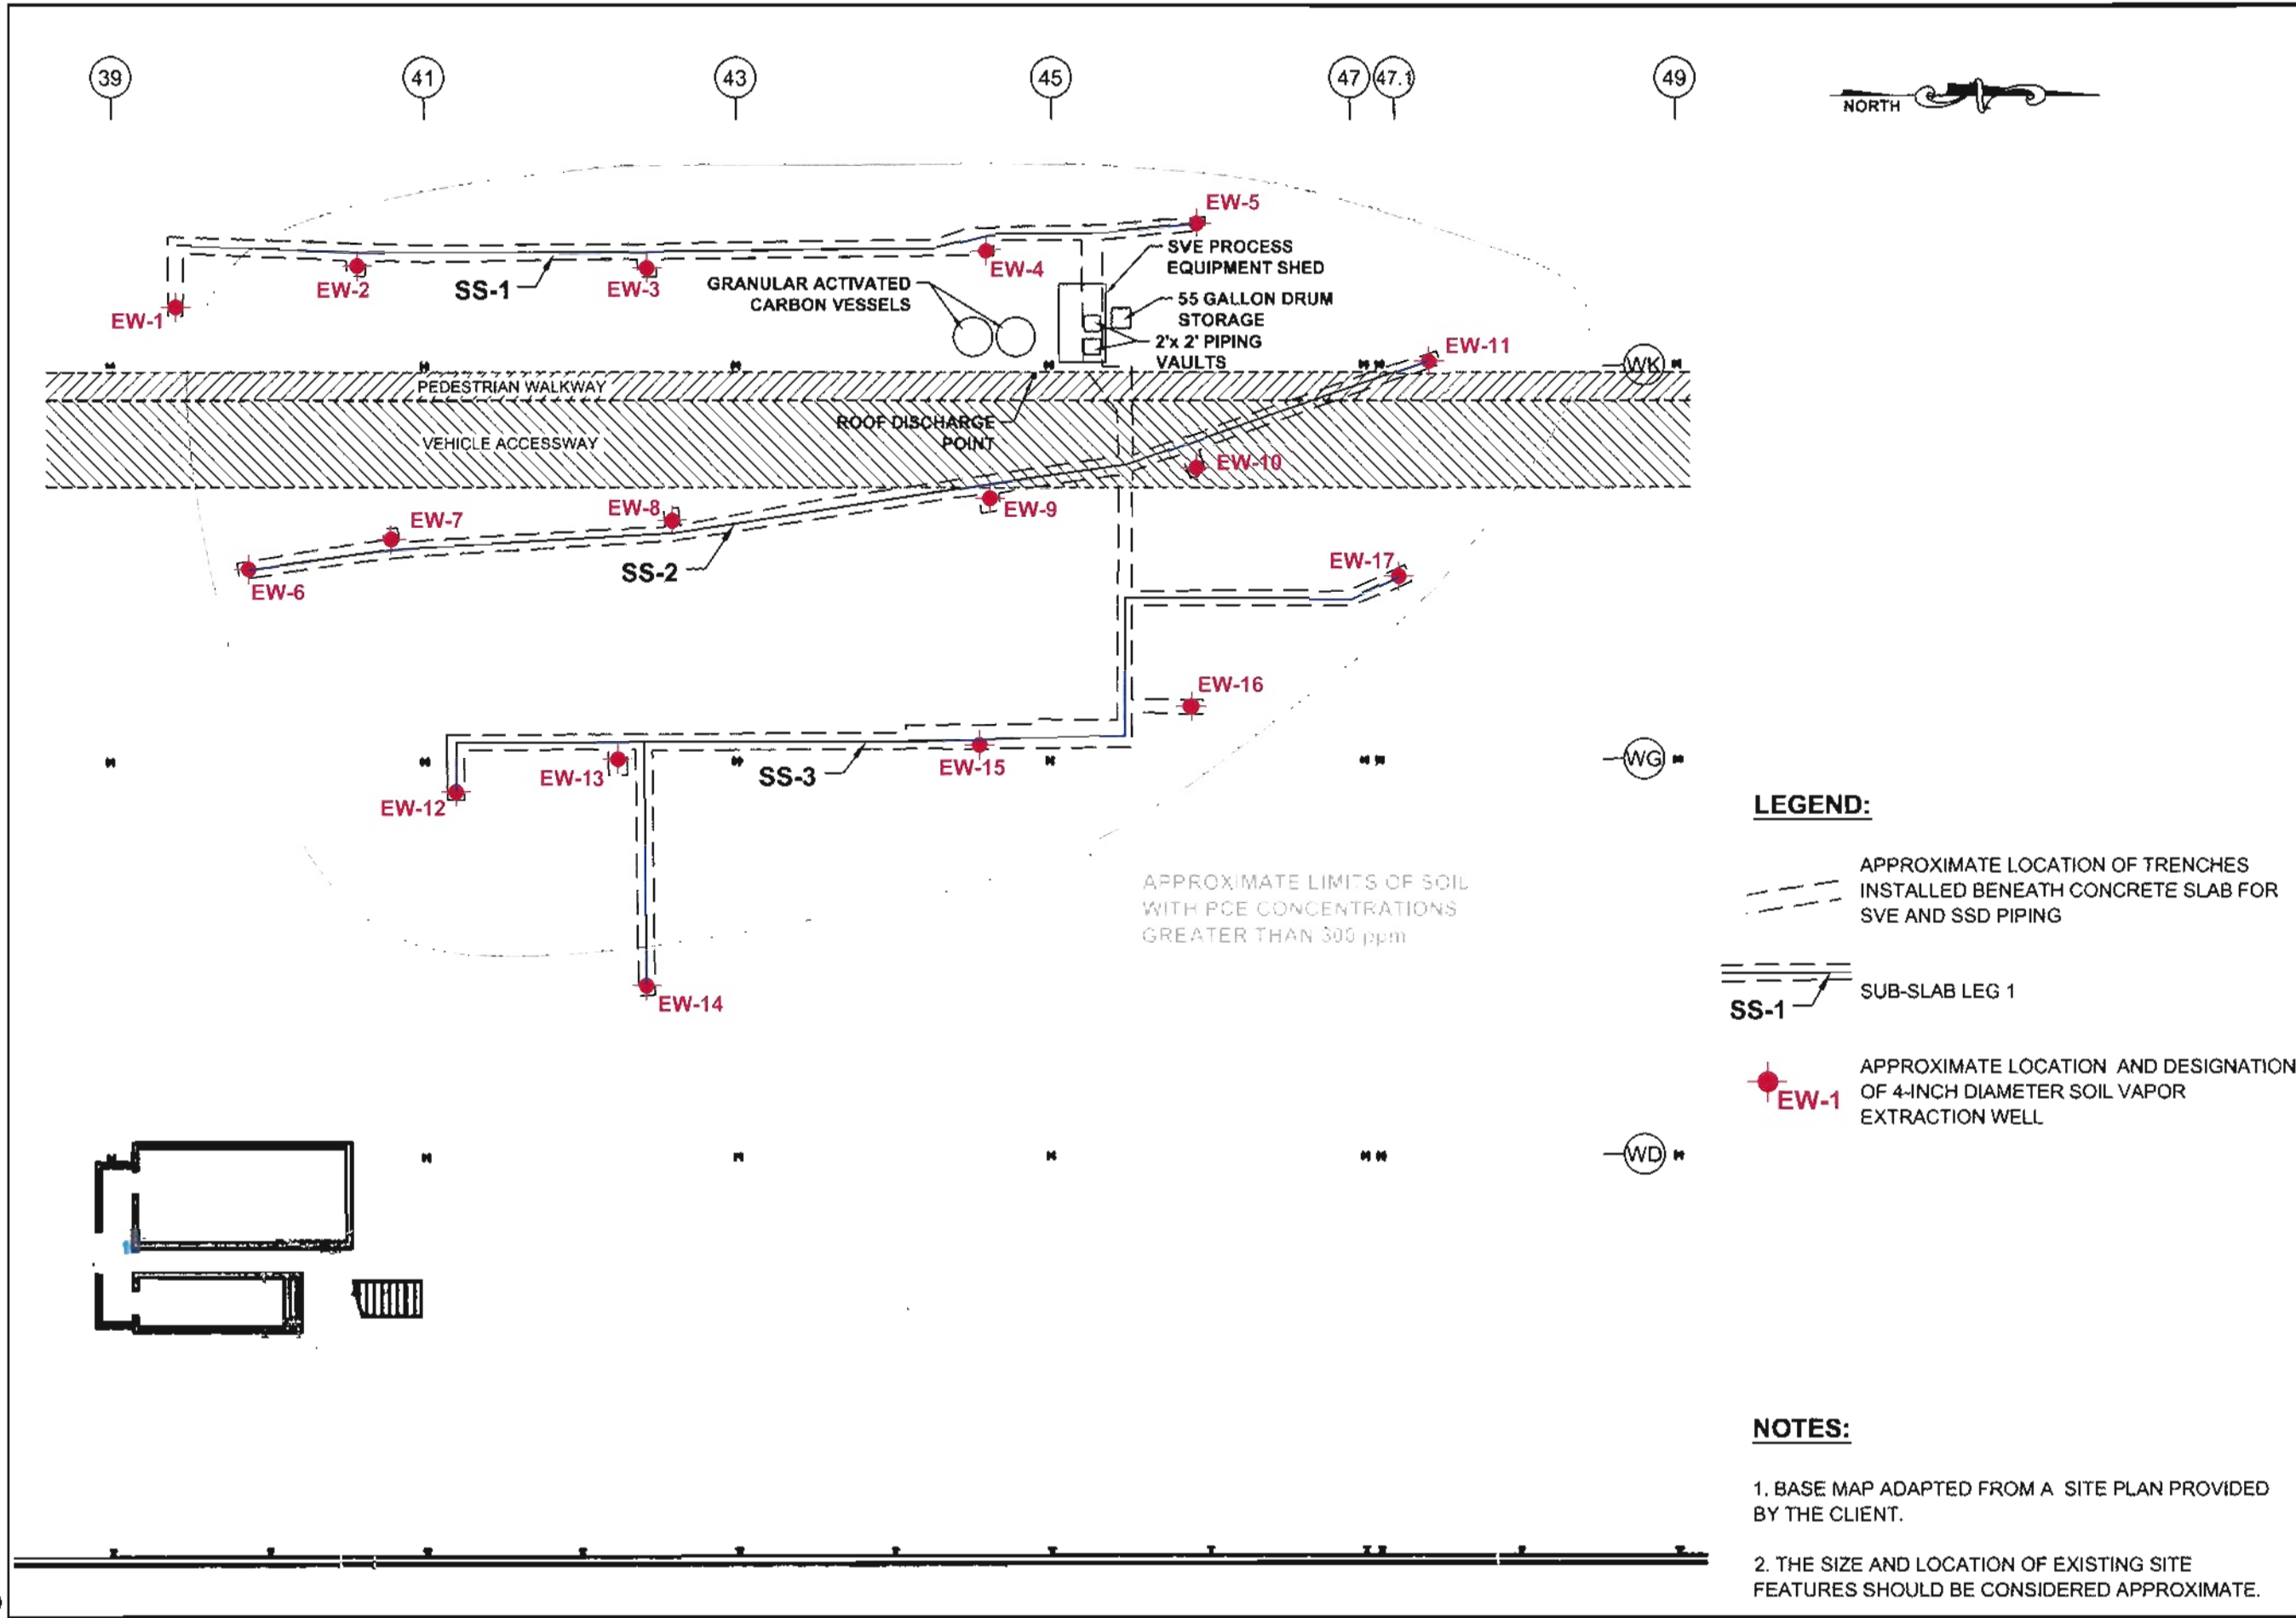 39
41
43
45
47
47.1
49
NORTH
EW-5
SVE PROCESS
EQUIPMENT SHED
EW-4
EW-2
SS-1
EW-3
GRANULAR ACTIVATED
CARBON VESSELS
55 GALLON DRUM
STORAGE
EW-1
2'x 2' PIPING
VAULTS
EW-11
WK
PEDESTRIAN WALKWAY
ROOF DISCHARGE
POINT
VEHICLE ACCESSWAY
EW-10
EW-8
EW-9
EW-7
EW-17
SS-2
EW-6
EW-16
EW-13
SS-3
EW-15
WG
EW-12
LEGEND:
APPROXIMATE LOCATION OF TRENCHES
INSTALLED BENEATH CONCRETE SLAB FOR
SVE AND SSD PIPING
APPROXIMATE LIMITS OF SOIL
WITH PCE CONCENTRATIONS
GREATER THAN 300 ppm
EW-14
SS-1
SUB-SLAB LEG 1
EW-1
APPROXIMATE LOCATION AND DESIGNATION
OF 4-INCH DIAMETER SOIL VAPOR
EXTRACTION WELL
WD
NOTES:
1. BASE MAP ADAPTED FROM A SITE PLAN PROVIDED
BY THE CLIENT.
2. THE SIZE AND LOCATION OF EXISTING SITE
FEATURES SHOULD BE CONSIDERED APPROXIMATE.